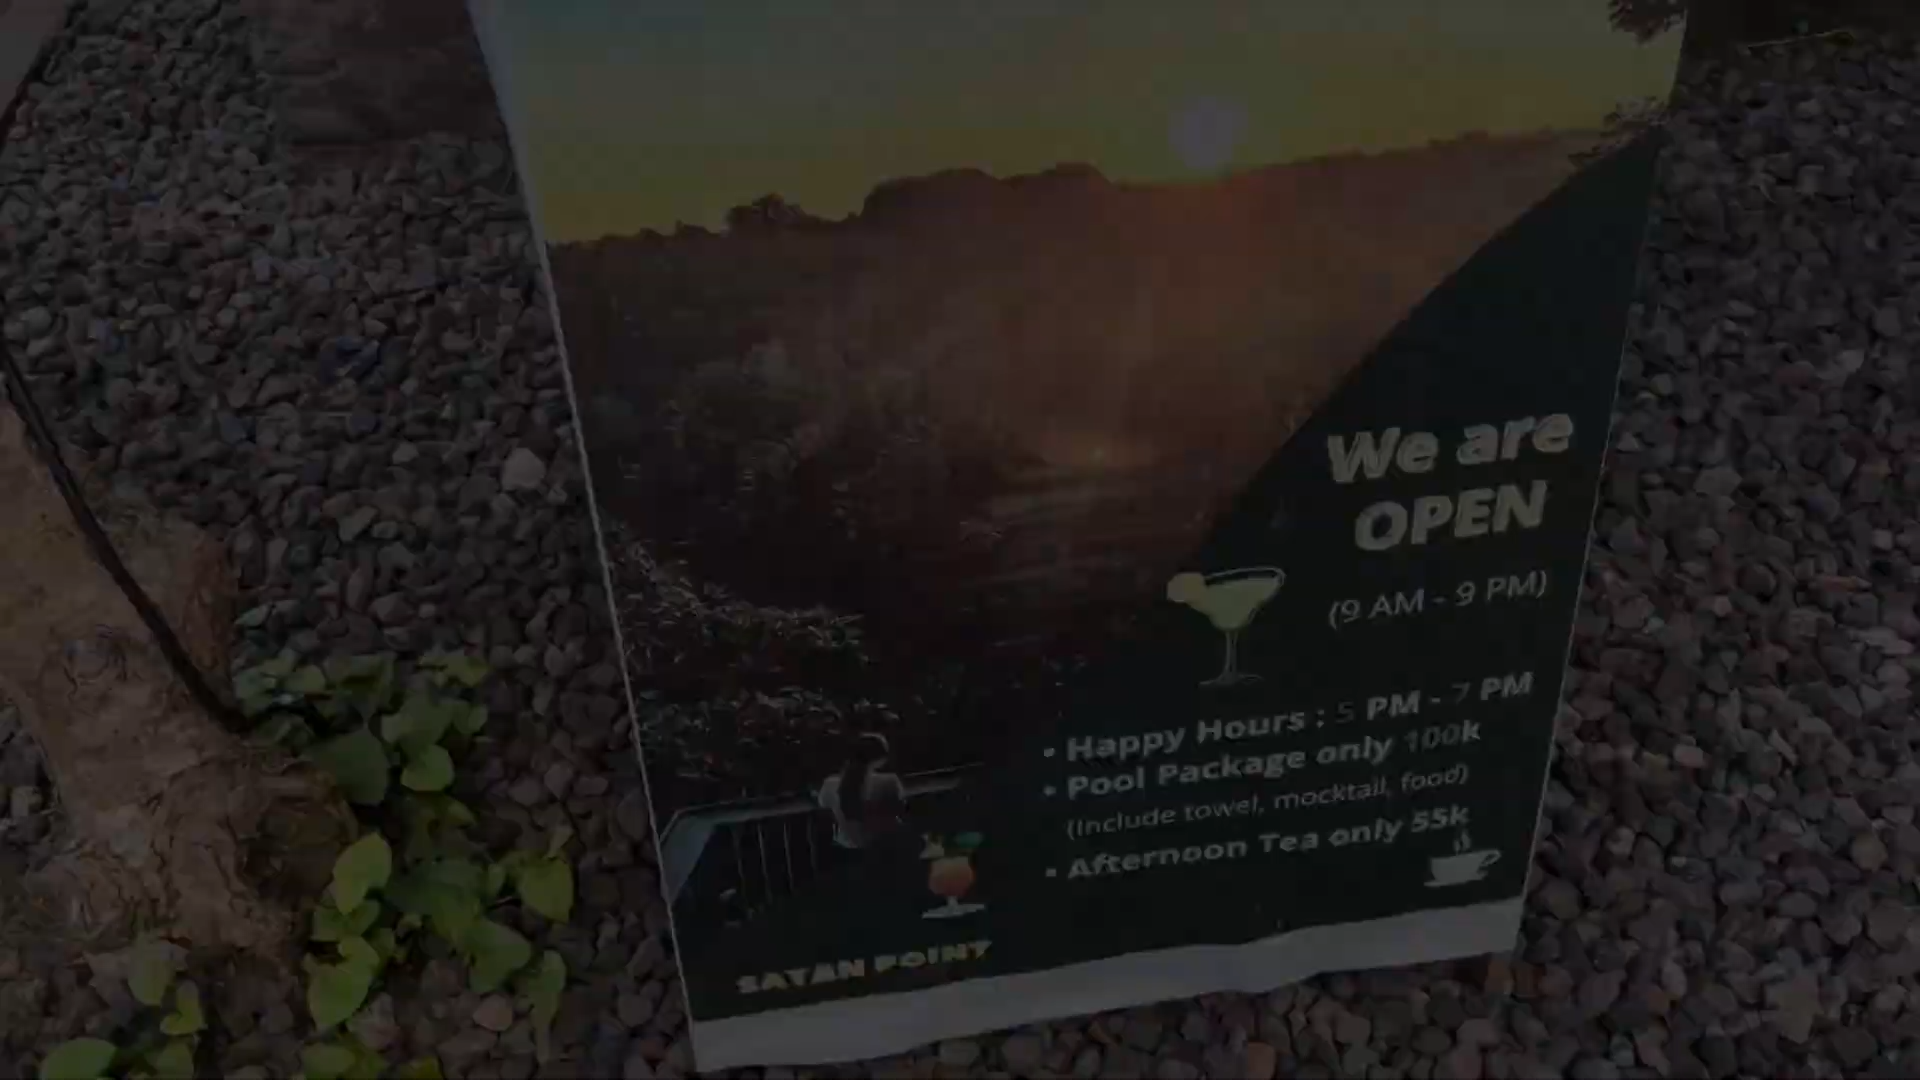 We are
OPEN
(9 AM - 9 PM)
• Happy Hours : 5 PM - 7 PM
• Pool Package only 100k
(Include towel, mocktail, food)
• Afternoon Tea only 55k
SAYAN POINT